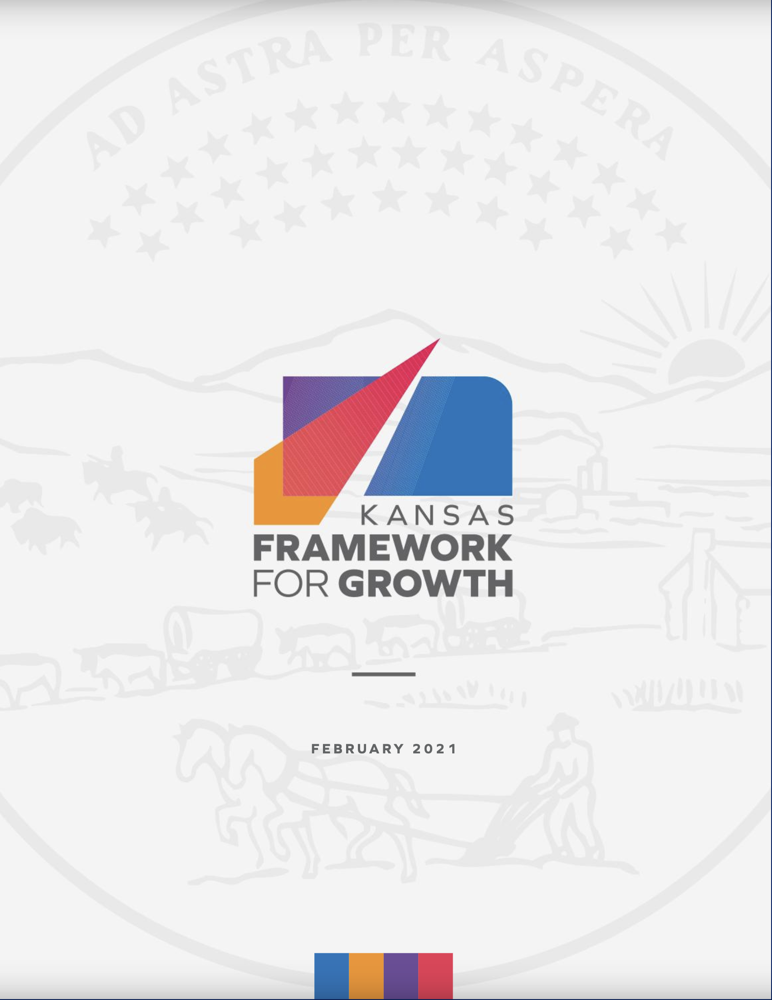 AD ASTRA PER ASPERA
KANSAS
FRAMEWORK
FOR GROWTH
FEBRUARY 2021